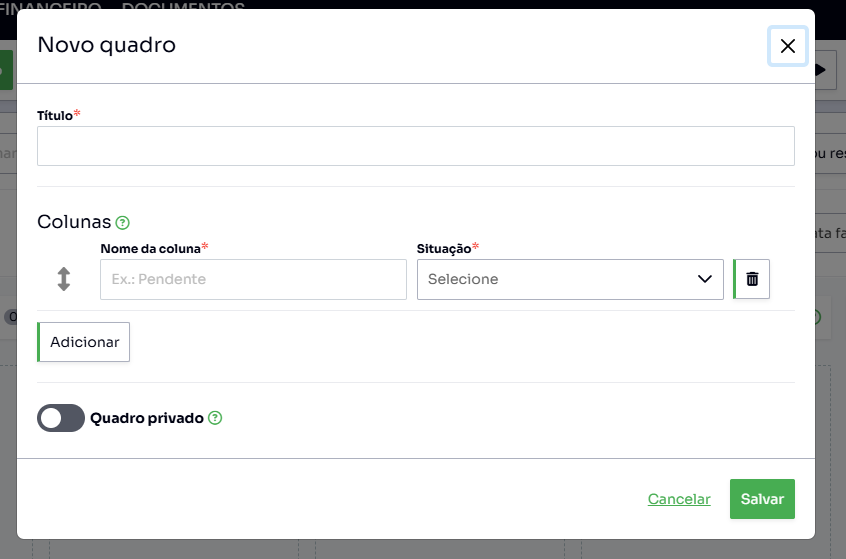 FINANCEIRO DOCUMENTOS
Novo quadro
Título*
Colunas
Nome da coluna* Situação*
Ex.: Pendente Selecione
Adicionar
Quadro privado
Cancelar Salvar